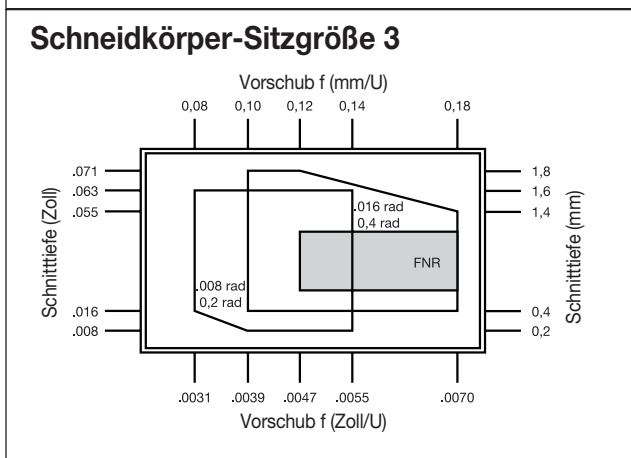 Schneidkörper-Sitzgröße 3
Vorschub f (mm/U)
0,08 0,10 0,12 0,14 0,18
Schnitttiefe (Zoll)
.071
.063
.055
.016
.008
.016 rad
0,4 rad
FNR
.008 rad
0,2 rad
1,8
1,6
1,4
0,4
0,2
Schnitttiefe (mm)
.0031 .0039 .0047 .0055 .0070
Vorschub f (Zoll/U)